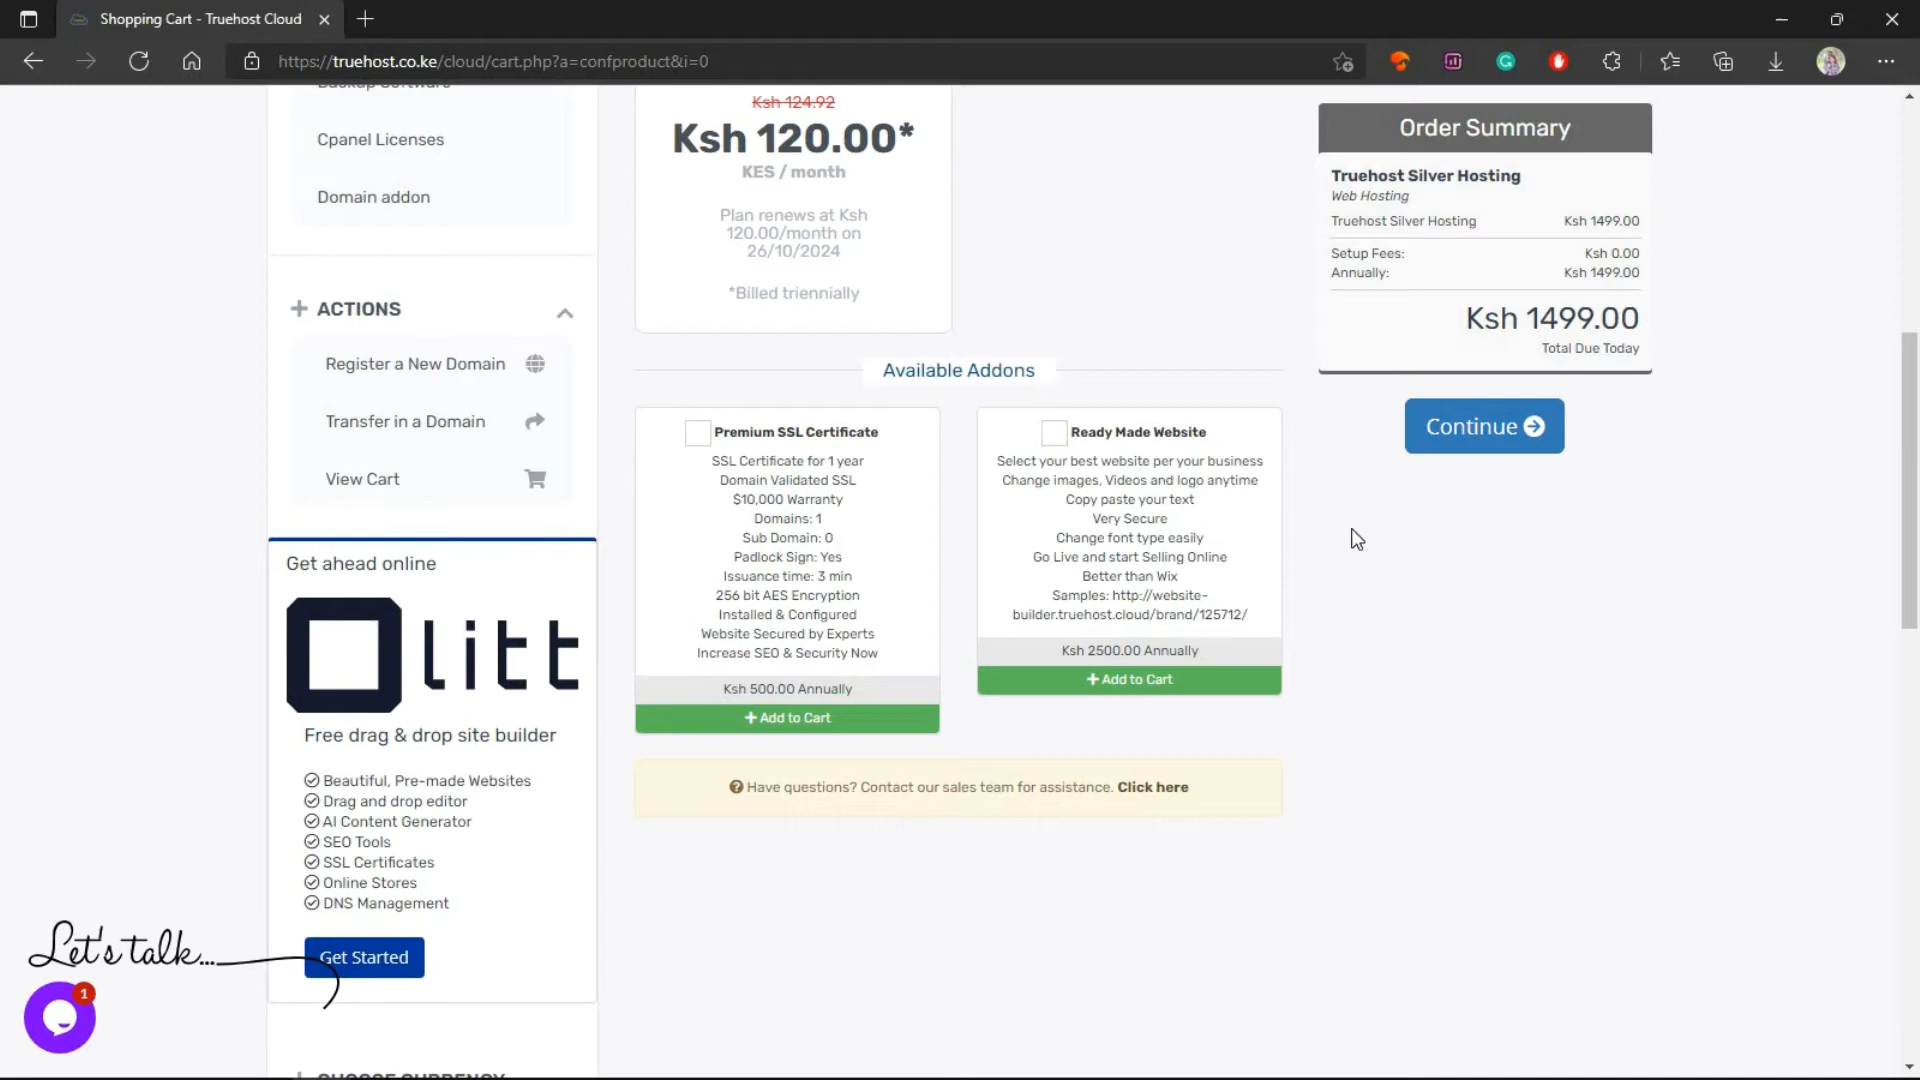 Shopping Cart - Truehost Cloud
https://truehost.co.ke/cloud/cart.php?a=confproduct&i=0
Backup Software
Cpanel Licenses
Domain addon
ACTIONS
Register a New Domain
Transfer in a Domain
View Cart
Get ahead online
Olitt
Free drag & drop site builder
Beautiful, Pre-made Websites
Drag and drop editor
AI Content Generator
SEO Tools
SSL Certificates
Online Stores
DNS Management
Get Started
Let's talk...
1
CHOOSE CURRENCY
Ksh 124.92
Ksh 120.00*
KES / month
Plan renews at Ksh
120.00/month on
26/10/2024
*Billed triennially
Available Addons
Premium SSL Certificate
SSL Certificate for 1 year
Domain Validated SSL
$10,000 Warranty
Domains: 1
Sub Domain: 0
Padlock Sign: Yes
Issuance time: 3 min
256 bit AES Encryption
Installed & Configured
Website Secured by Experts
Increase SEO & Security Now
Ksh 500.00 Annually
Add to Cart
Ready Made Website
Select your best website per your business
Change images, Videos and logo anytime
Copy paste your text
Very Secure
Change font type easily
Go Live and start Selling Online
Better than Wix
Samples: http://website-
builder.truehost.cloud/brand/125712/
Ksh 2500.00 Annually
Add to Cart
Have questions? Contact our sales team for assistance. Click here
Order Summary
Truehost Silver Hosting
Web Hosting
Truehost Silver Hosting Ksh 1499.00
Setup Fees: Ksh 0.00
Annually: Ksh 1499.00
Ksh 1499.00
Total Due Today
Continue